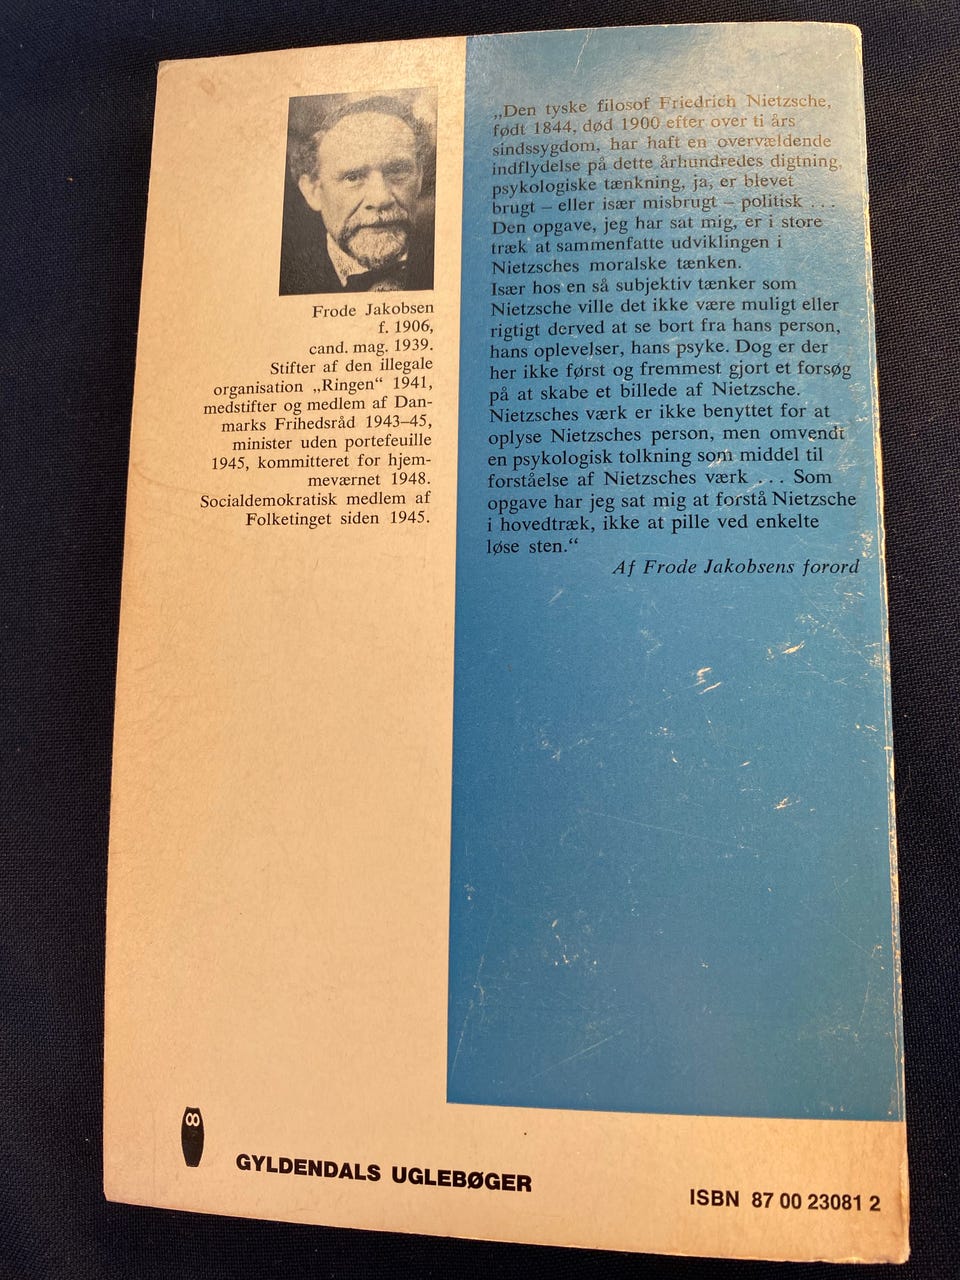 Frode Jakobsen
f. 1906,
cand. mag. 1939.
Stifter af den illegale
organisation „Ringen“ 1941,
medstifter og medlem af Dan-
marks Frihedsråd 1943–45,
minister uden portefeuille
1945, kommitteret for hjem-
meværnet 1948.
Socialdemokratisk medlem af
Folketinget siden 1945.
„Den tyske filosof Friedrich Nietzsche,
født 1844, død 1900 efter over ti års
sindssygdom, har haft en overvældende
indflydelse på dette århundredes digtning,
psykologiske tænkning, ja, er blevet
brugt – eller især misbrugt – politisk ...
Den opgave, jeg har sat mig, er i store
træk at sammenfatte udviklingen i
Nietzsches moralske tænken.
Især hos en så subjektiv tænker som
Nietzsche ville det ikke være muligt eller
rigtigt derved at se bort fra hans person,
hans oplevelser, hans psyke. Dog er der
her ikke først og fremmest gjort et forsøg
på at skabe et billede af Nietzsche.
Nietzsches værk er ikke benyttet for at
oplyse Nietzsches person, men omvendt
en psykologisk tolkning som middel til
forståelse af Nietzsches værk ... Som
opgave har jeg sat mig at forstå Nietzsche
i hovedtræk, ikke at pille ved enkelte
løse sten.“
Af Frode Jakobsens forord
GYLDENDALS UGLEBØGER
ISBN 87 00 23081 2